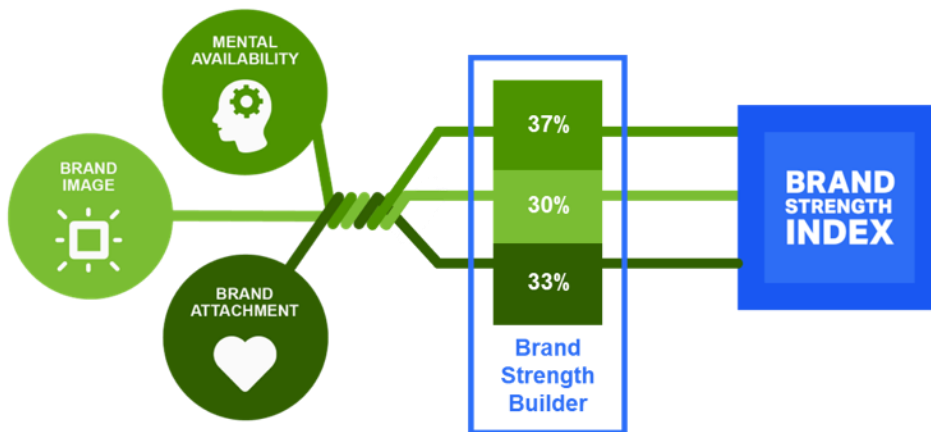 MENTAL
AVAILABILITY
BRAND
IMAGE
BRAND
ATTACHMENT
37%
30%
33%
Brand
Strength
Builder
BRAND
STRENGTH
INDEX